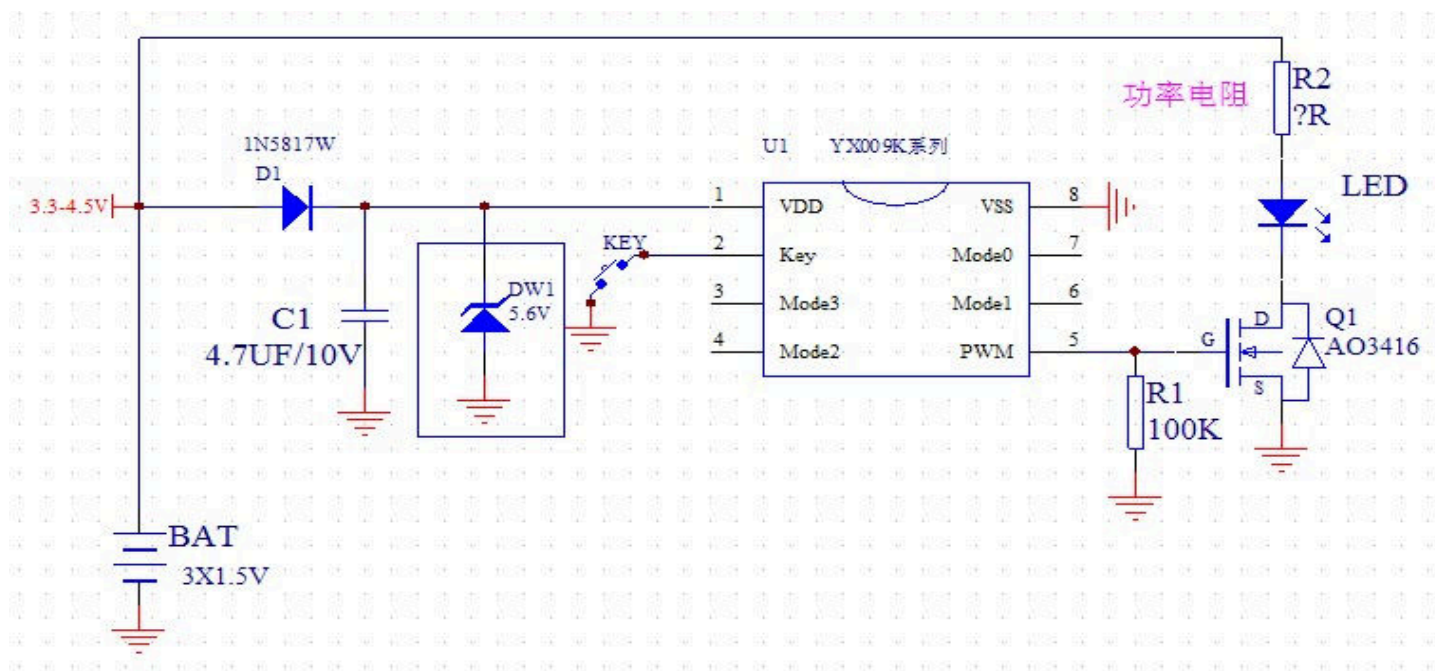 功率电阻
R2
?R
1N5817W
D1
U1 YX009K系列
LED
3.3-4.5V
1 VDD VSS 8
2 Key Mode0 7
3 Mode3 Mode1 6
4 Mode2 PWM 5
KEY
DW1
5.6V
C1
4.7UF/10V
G
D
S
Q1
AO3416
R1
100K
BAT
3X1.5V